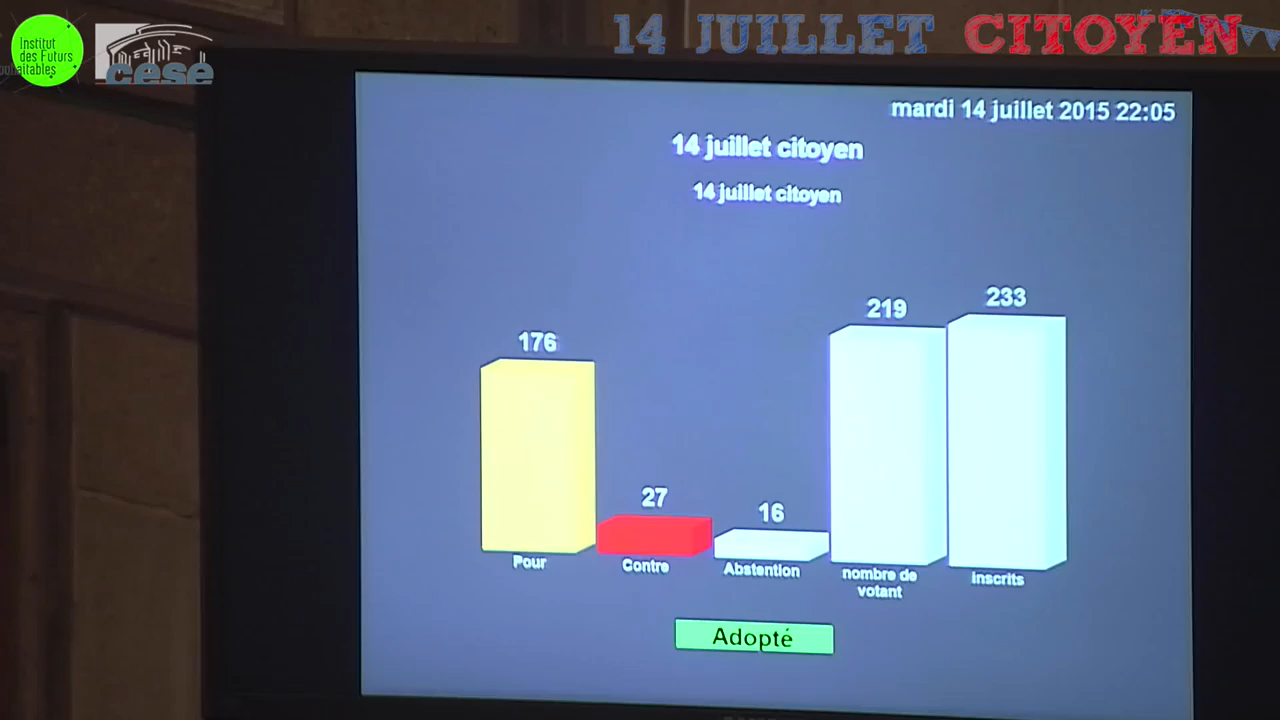 Institut
des Futurs
souhaitables
cese
14 JUILLET CITOYEN
mardi 14 juillet 2015 22:05
14 juillet citoyen
14 juillet citoyen
176
27
16
219
233
Pour
Contre
Abstention
nombre de
votant
inscrits
Adopté